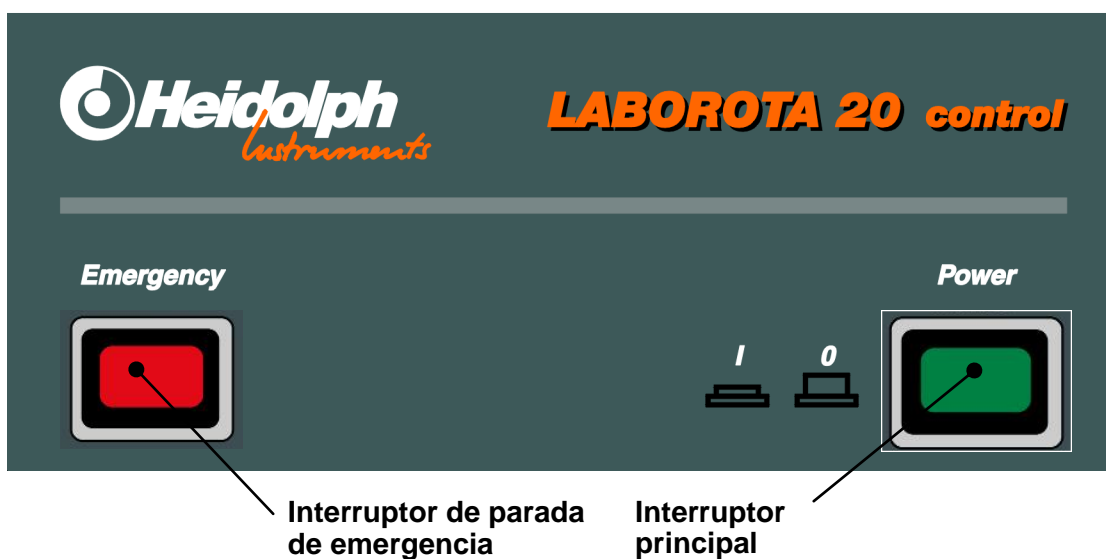 Heidolph
Instruments
LABOROTA 20 control
Emergency
Power
I 0
Interruptor de parada
de emergencia
Interruptor
principal